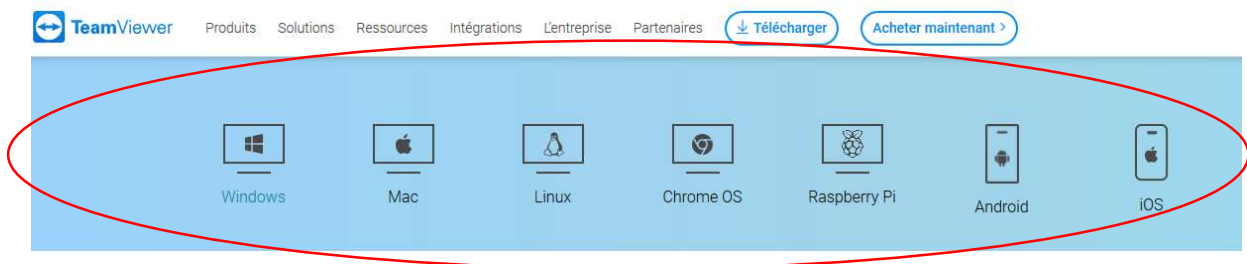 TeamViewer Produits Solutions Ressources Intégrations L'entreprise Partenaires Télécharger Acheter maintenant >
Windows Mac Linux Chrome OS Raspberry Pi Android iOS